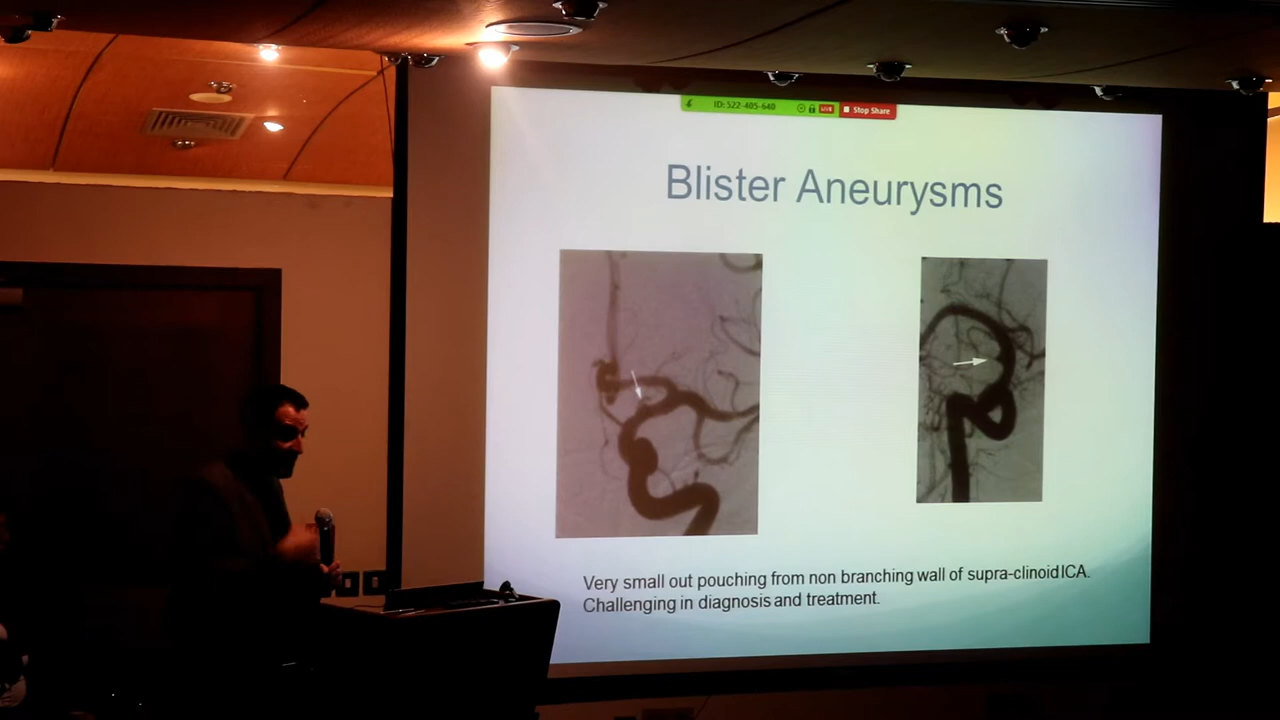 ID: 522-405-640
LIVE
Stop Share
Blister Aneurysms
Very small out pouching from non branching wall of supra-clinoid ICA.
Challenging in diagnosis and treatment.